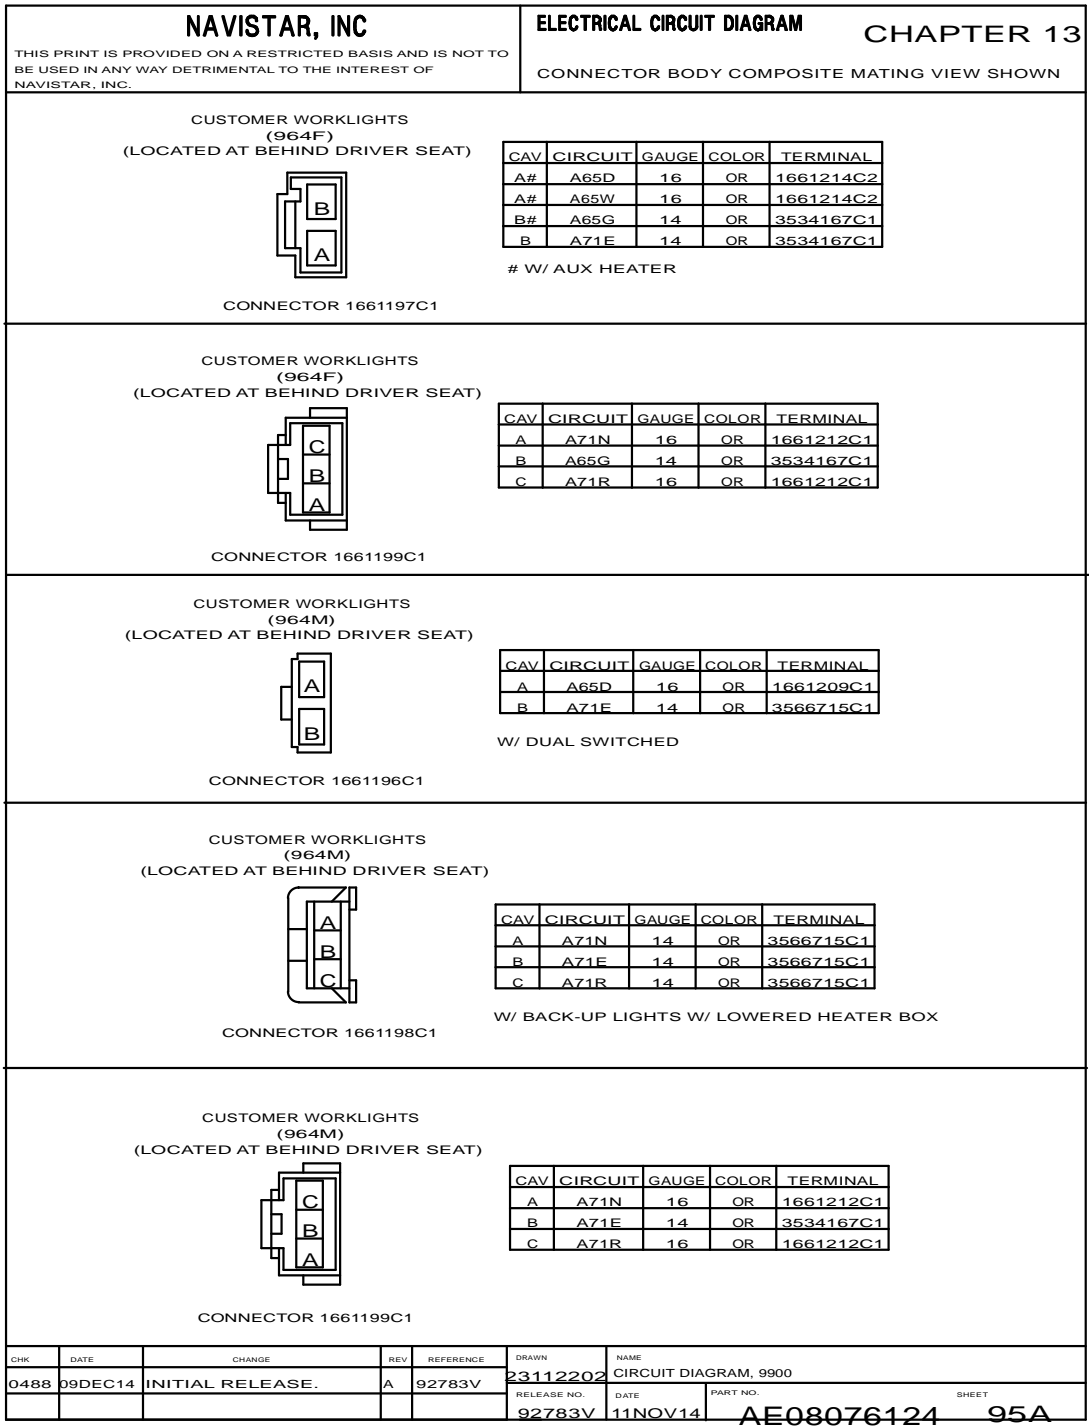 NAVISTAR, INC
THIS PRINT IS PROVIDED ON A RESTRICTED BASIS AND IS NOT TO
BE USED IN ANY WAY DETRIMENTAL TO THE INTEREST OF
NAVISTAR, INC.
ELECTRICAL CIRCUIT DIAGRAM
CHAPTER 13
CONNECTOR BODY COMPOSITE MATING VIEW SHOWN
CUSTOMER WORKLIGHTS
(964F)
(LOCATED AT BEHIND DRIVER SEAT)
B
A
CONNECTOR 1661197C1
CAV CIRCUIT GAUGE COLOR TERMINAL
A# A65D 16 OR 1661214C2
A# A65W 16 OR 1661214C2
B# A65G 14 OR 3534167C1
B A71E 14 OR 3534167C1
# W/ AUX HEATER
CUSTOMER WORKLIGHTS
(964F)
(LOCATED AT BEHIND DRIVER SEAT)
C
B
A
CONNECTOR 1661199C1
CAV CIRCUIT GAUGE COLOR TERMINAL
A A71N 16 OR 1661212C1
B A65G 14 OR 3534167C1
C A71R 16 OR 1661212C1
CUSTOMER WORKLIGHTS
(964M)
(LOCATED AT BEHIND DRIVER SEAT)
A
B
CONNECTOR 1661196C1
CAV CIRCUIT GAUGE COLOR TERMINAL
A A65D 16 OR 1661209C1
B A71E 14 OR 3566715C1
W/ DUAL SWITCHED
CUSTOMER WORKLIGHTS
(964M)
(LOCATED AT BEHIND DRIVER SEAT)
A
B
C
CONNECTOR 1661198C1
CAV CIRCUIT GAUGE COLOR TERMINAL
A A71N 14 OR 3566715C1
B A71E 14 OR 3566715C1
C A71R 14 OR 3566715C1
W/ BACK-UP LIGHTS W/ LOWERED HEATER BOX
CUSTOMER WORKLIGHTS
(964M)
(LOCATED AT BEHIND DRIVER SEAT)
C
B
A
CONNECTOR 1661199C1
CAV CIRCUIT GAUGE COLOR TERMINAL
A A71N 16 OR 1661212C1
B A71E 14 OR 3534167C1
C A71R 16 OR 1661212C1
CHK DATE CHANGE REV REFERENCE
0488 09DEC14 INITIAL RELEASE. A 92783V
DRAWN
23112202
NAME
CIRCUIT DIAGRAM, 9900
RELEASE NO.
92783V
DATE
11NOV14
PART NO.
AE08076124
SHEET
95A